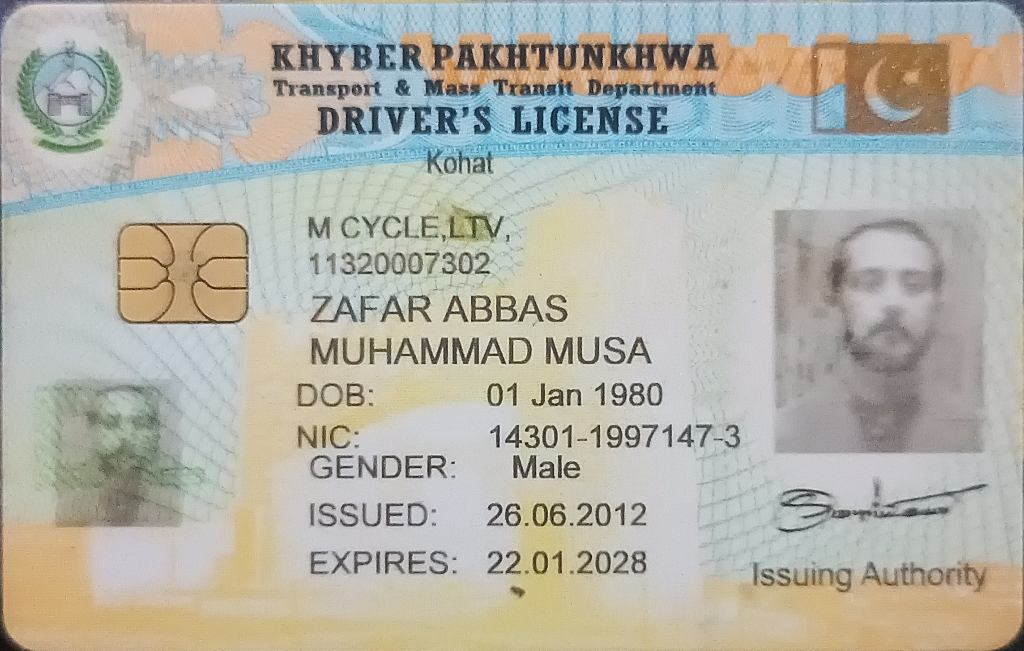 KHYBER PAKHTUNKHWA
Transport & Mass Transit Department
DRIVER'S LICENSE
Kohat
M CYCLE,LTV,
11320007302
ZAFAR ABBAS
MUHAMMAD MUSA
DOB: 01 Jan 1980
NIC: 14301-1997147-3
GENDER: Male
ISSUED: 26.06.2012
EXPIRES: 22.01.2028
Issuing Authority